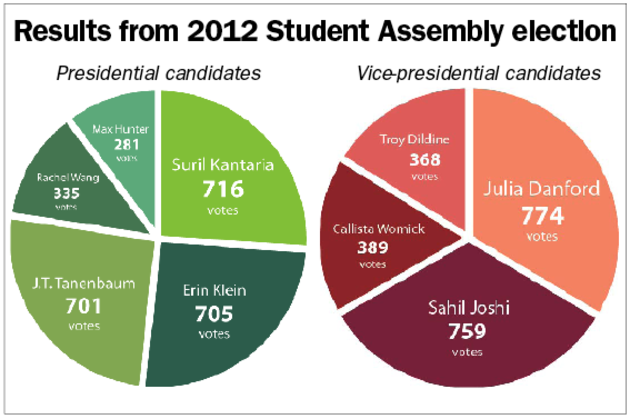 Results from 2012 Student Assembly election
Presidential candidates
Max Hunter
281
votes
Suril Kantaria
716
votes
Rachel Wang
335
votes
J.T. Tanenbaum
701
votes
Erin Klein
705
votes
Vice-presidential candidates
Troy Dildine
368
votes
Julia Danford
774
votes
Callista Womick
389
votes
Sahil Joshi
759
votes